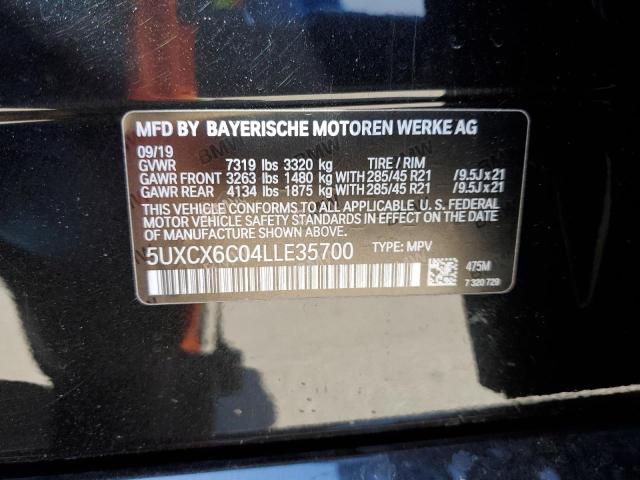 MFD BY BAYERISCHE MOTOREN WERKE AG
09/19
GVWR 7319 lbs 3320 kg TIRE / RIM
GAWR FRONT 3263 lbs 1480 kg WITH 285/45 R21 /9.5Jx21
GAWR REAR 4134 lbs 1875 kg WITH 285/45 R21 /9.5Jx21
THIS VEHICLE CONFORMS TO ALL APPLICABLE U. S. FEDERAL
MOTOR VEHICLE SAFETY STANDARDS IN EFFECT ON THE DATE
OF MANUFACTURE SHOWN ABOVE.
5UXCX6C04LLE35700 TYPE: MPV
475M
7 320 729